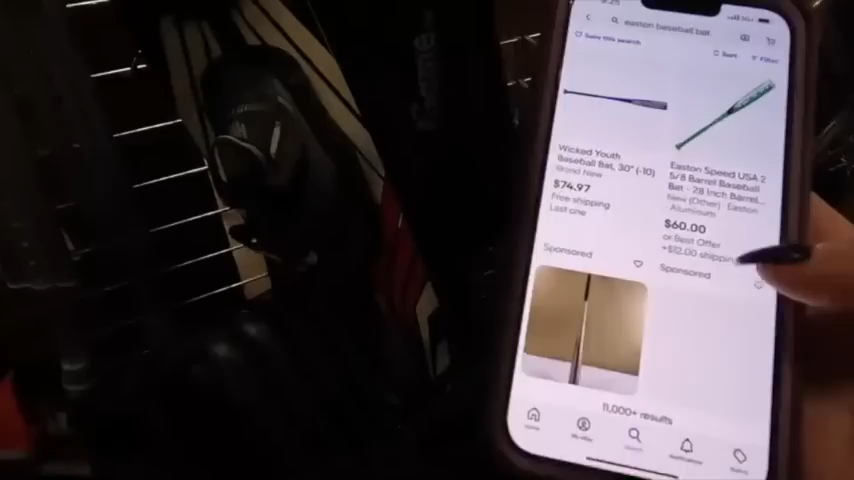 9:25
easton baseball bat
Save this search
Sort
Filter
Wicked Youth
Baseball Bat, 30" (-10)
Brand New
$74.97
Free shipping
Last one
Sponsored
Easton Speed USA 2
5/8 Barrel Baseball
Bat - 28 Inch Barrel...
New (Other) · Easton
Aluminum
$60.00
or Best Offer
+$12.00 shipping
Sponsored
11,000+ results
Home
My eBay
Search
Notifications
Selling